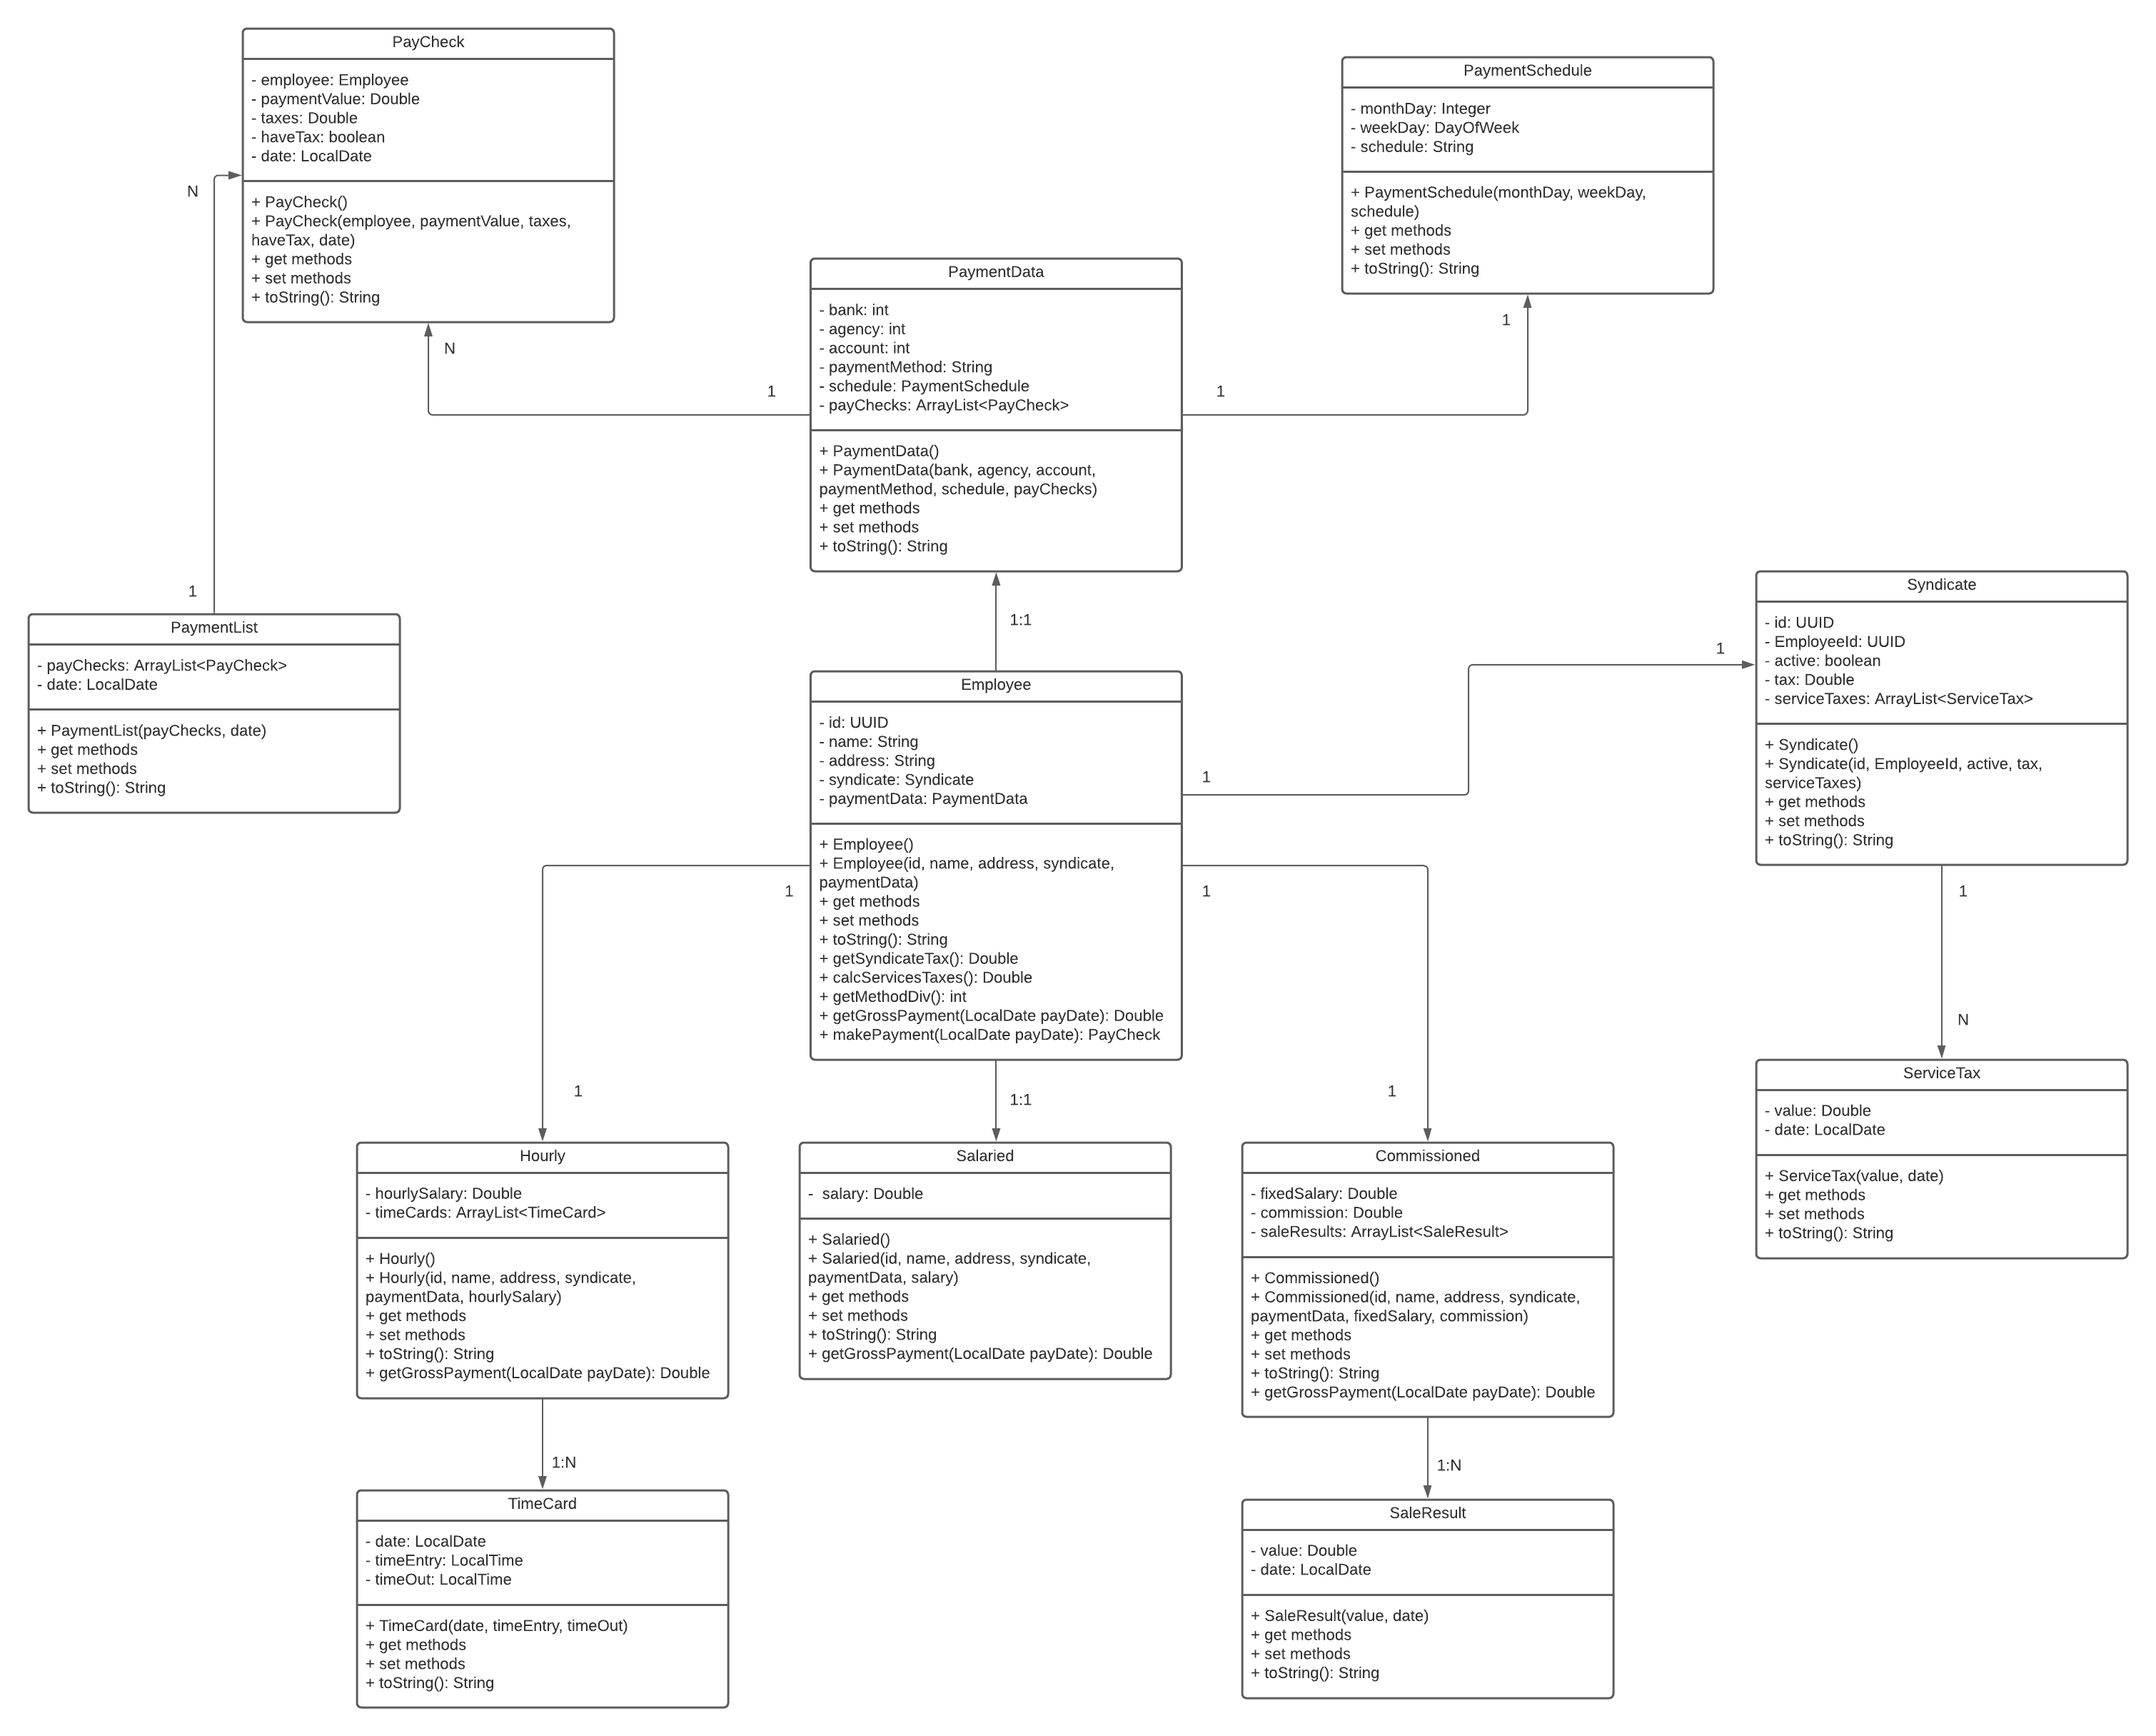 PayCheck
- employee: Employee
- paymentValue: Double
- taxes: Double
- haveTax: boolean
- date: LocalDate
+ PayCheck()
+ PayCheck(employee, paymentValue, taxes,
haveTax, date)
+ get methods
+ set methods
+ toString(): String
PaymentSchedule
- monthDay: Integer
- weekDay: DayOfWeek
- schedule: String
+ PaymentSchedule(monthDay, weekDay,
schedule)
+ get methods
+ set methods
+ toString(): String
N
N
1
PaymentData
- bank: int
- agency: int
- account: int
- paymentMethod: String
- schedule: PaymentSchedule
- payChecks: ArrayList<PayCheck>
+ PaymentData()
+ PaymentData(bank, agency, account,
paymentMethod, schedule, payChecks)
+ get methods
+ set methods
+ toString(): String
1
1
1
1:1
PaymentList
- payChecks: ArrayList<PayCheck>
- date: LocalDate
+ PaymentList(payChecks, date)
+ get methods
+ set methods
+ toString(): String
Employee
- id: UUID
- name: String
- address: String
- syndicate: Syndicate
- paymentData: PaymentData
+ Employee()
+ Employee(id, name, address, syndicate,
paymentData)
+ get methods
+ set methods
+ toString(): String
+ getSyndicateTax(): Double
+ calcServicesTaxes(): Double
+ getMethodDiv(): int
+ getGrossPayment(LocalDate payDate): Double
+ makePayment(LocalDate payDate): PayCheck
1
1
Syndicate
- id: UUID
- EmployeeId: UUID
- active: boolean
- tax: Double
- serviceTaxes: ArrayList<ServiceTax>
+ Syndicate()
+ Syndicate(id, EmployeeId, active, tax,
serviceTaxes)
+ get methods
+ set methods
+ toString(): String
1
1
1
N
1
1:1
1
ServiceTax
- value: Double
- date: LocalDate
+ ServiceTax(value, date)
+ get methods
+ set methods
+ toString(): String
Hourly
- hourlySalary: Double
- timeCards: ArrayList<TimeCard>
+ Hourly()
+ Hourly(id, name, address, syndicate,
paymentData, hourlySalary)
+ get methods
+ set methods
+ toString(): String
+ getGrossPayment(LocalDate payDate): Double
Salaried
- salary: Double
+ Salaried()
+ Salaried(id, name, address, syndicate,
paymentData, salary)
+ get methods
+ set methods
+ toString(): String
+ getGrossPayment(LocalDate payDate): Double
Commissioned
- fixedSalary: Double
- commission: Double
- saleResults: ArrayList<SaleResult>
+ Commissioned()
+ Commissioned(id, name, address, syndicate,
paymentData, fixedSalary, commission)
+ get methods
+ set methods
+ toString(): String
+ getGrossPayment(LocalDate payDate): Double
1:N
1:N
TimeCard
- date: LocalDate
- timeEntry: LocalTime
- timeOut: LocalTime
+ TimeCard(date, timeEntry, timeOut)
+ get methods
+ set methods
+ toString(): String
SaleResult
- value: Double
- date: LocalDate
+ SaleResult(value, date)
+ get methods
+ set methods
+ toString(): String